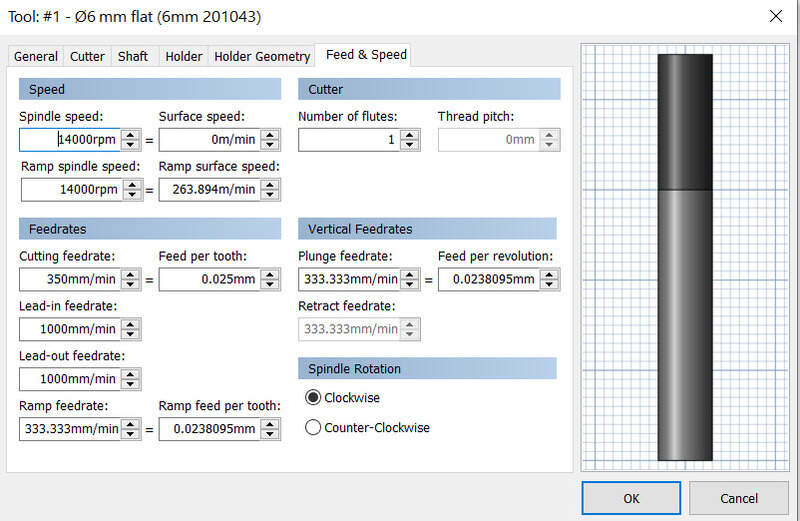 Tool: #1 - Ø6 mm flat (6mm 201043)
General Cutter Shaft Holder Holder Geometry Feed & Speed
Speed
Spindle speed: Surface speed:
14000rpm = 0m/min
Ramp spindle speed: Ramp surface speed:
14000rpm = 263.894m/min
Cutter
Number of flutes: Thread pitch:
1 0mm
Feedrates
Cutting feedrate: Feed per tooth:
350mm/min = 0.025mm
Lead-in feedrate:
1000mm/min
Lead-out feedrate:
1000mm/min
Ramp feedrate: Ramp feed per tooth:
333.333mm/min = 0.0238095mm
Vertical Feedrates
Plunge feedrate: Feed per revolution:
333.333mm/min = 0.0238095mm
Retract feedrate:
333.333mm/min
Spindle Rotation
Clockwise
Counter-Clockwise
OK Cancel